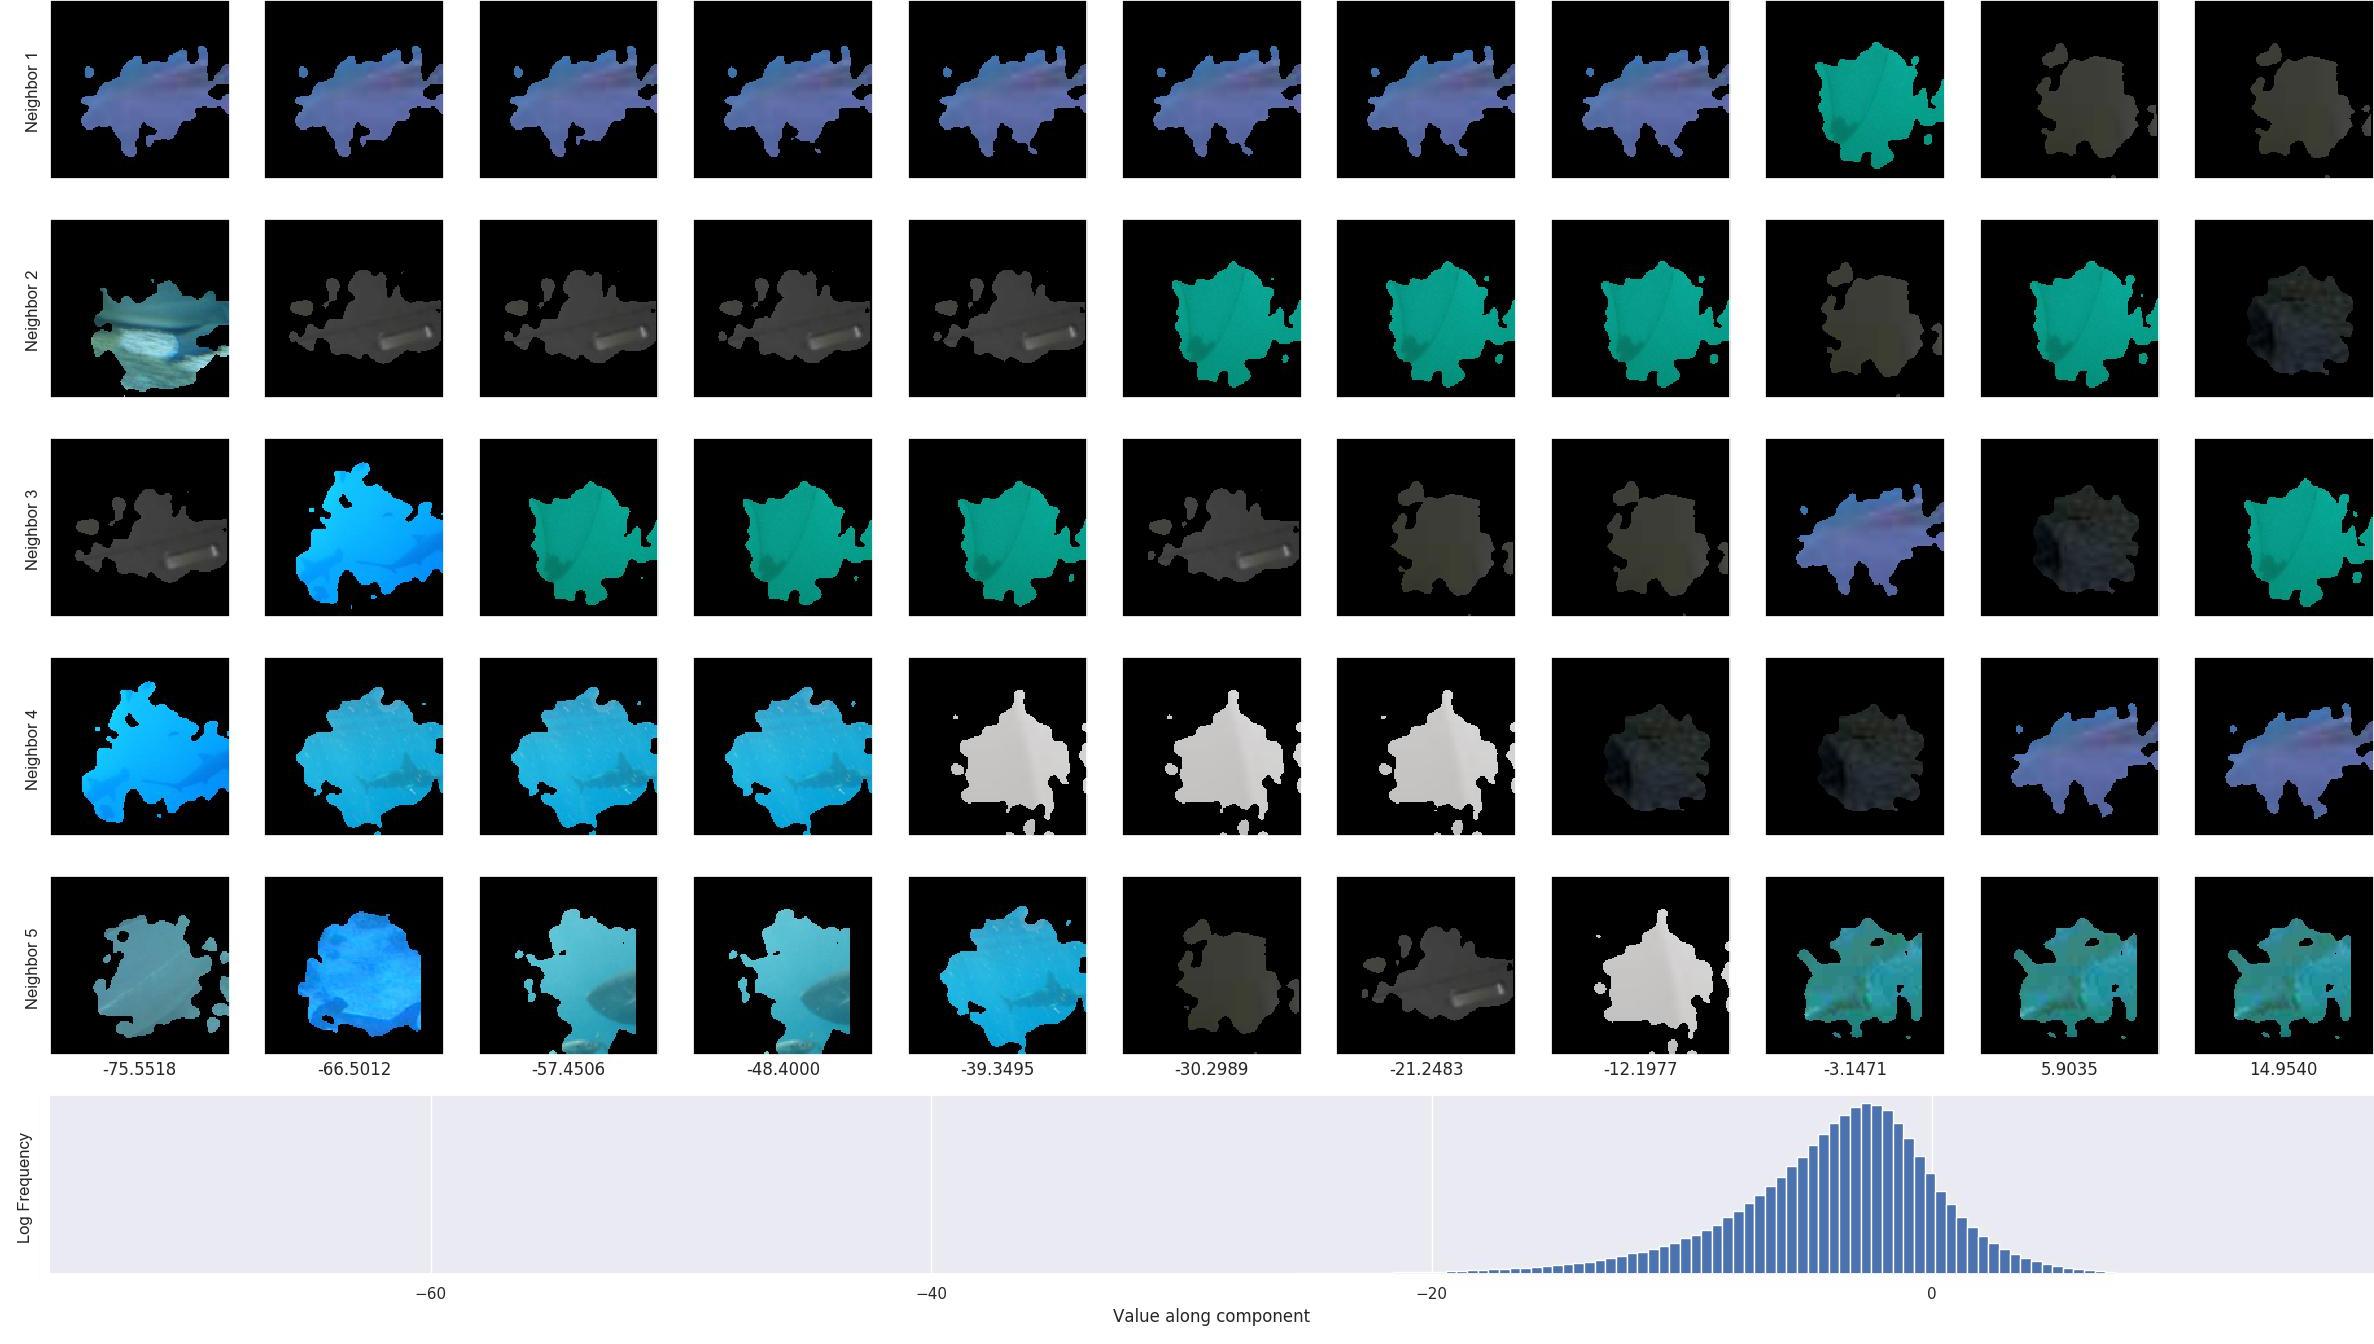 Neighbor 1
Neighbor 2
Neighbor 3
Neighbor 4
Neighbor 5
-75.5518 -66.5012 -57.4506 -48.4000 -39.3495 -30.2989 -21.2483 -12.1977 -3.1471 5.9035 14.9540
Log Frequency
−60 −40 −20 0
Value along component